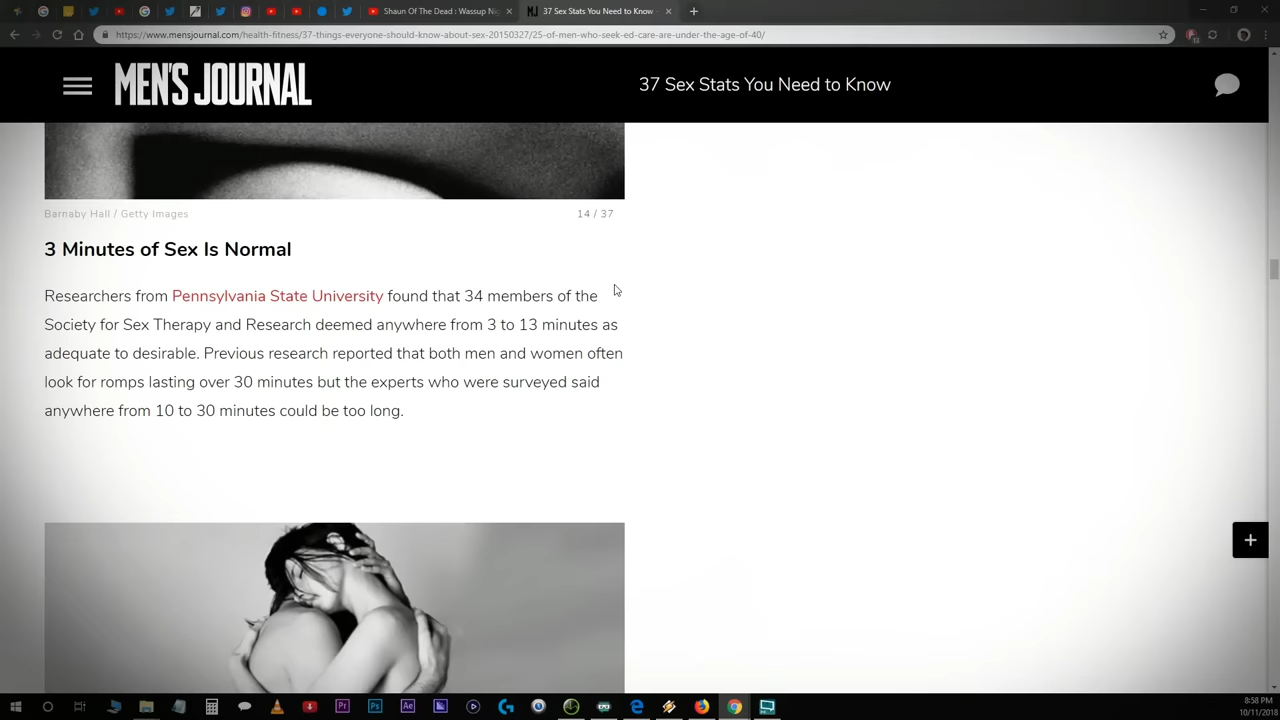 Shaun Of The Dead : Wassup Nig
37 Sex Stats You Need to Know
https://www.mensjournal.com/health-fitness/37-things-everyone-should-know-about-sex-20150327/25-of-men-who-seek-ed-care-are-under-the-age-of-40/
MEN'S JOURNAL
37 Sex Stats You Need to Know
Barnaby Hall / Getty Images
14 / 37
3 Minutes of Sex Is Normal
Researchers from Pennsylvania State University found that 34 members of the
Society for Sex Therapy and Research deemed anywhere from 3 to 13 minutes as
adequate to desirable. Previous research reported that both men and women often
look for romps lasting over 30 minutes but the experts who were surveyed said
anywhere from 10 to 30 minutes could be too long.
Pr
Ps
Ae
8:58 PM
10/11/2018